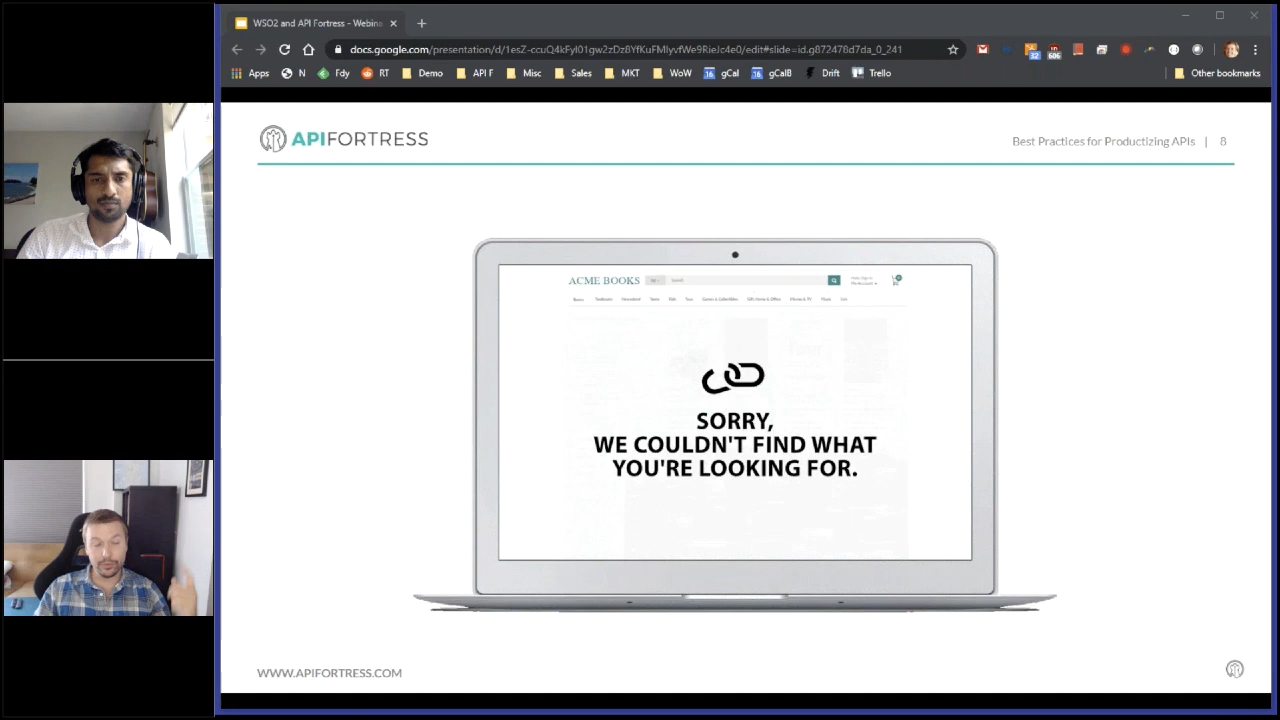 WSO2 and API Fortress - Webina
docs.google.com/presentation/d/1esZ-ccuQ4kFyl01gw2zDz8YfKuFMlyvfWe9RieJc4e0/edit#slide=id.g872478d7da_0_241
Apps N Fdy RT Demo API F Misc Sales MKT WoW gCal gCalB Drift Trello Other bookmarks
APIFORTRESS
Best Practices for Productizing APIs | 8
ACME BOOKS
Search
SORRY,
WE COULDN'T FIND WHAT
YOU'RE LOOKING FOR.
WWW.APIFORTRESS.COM